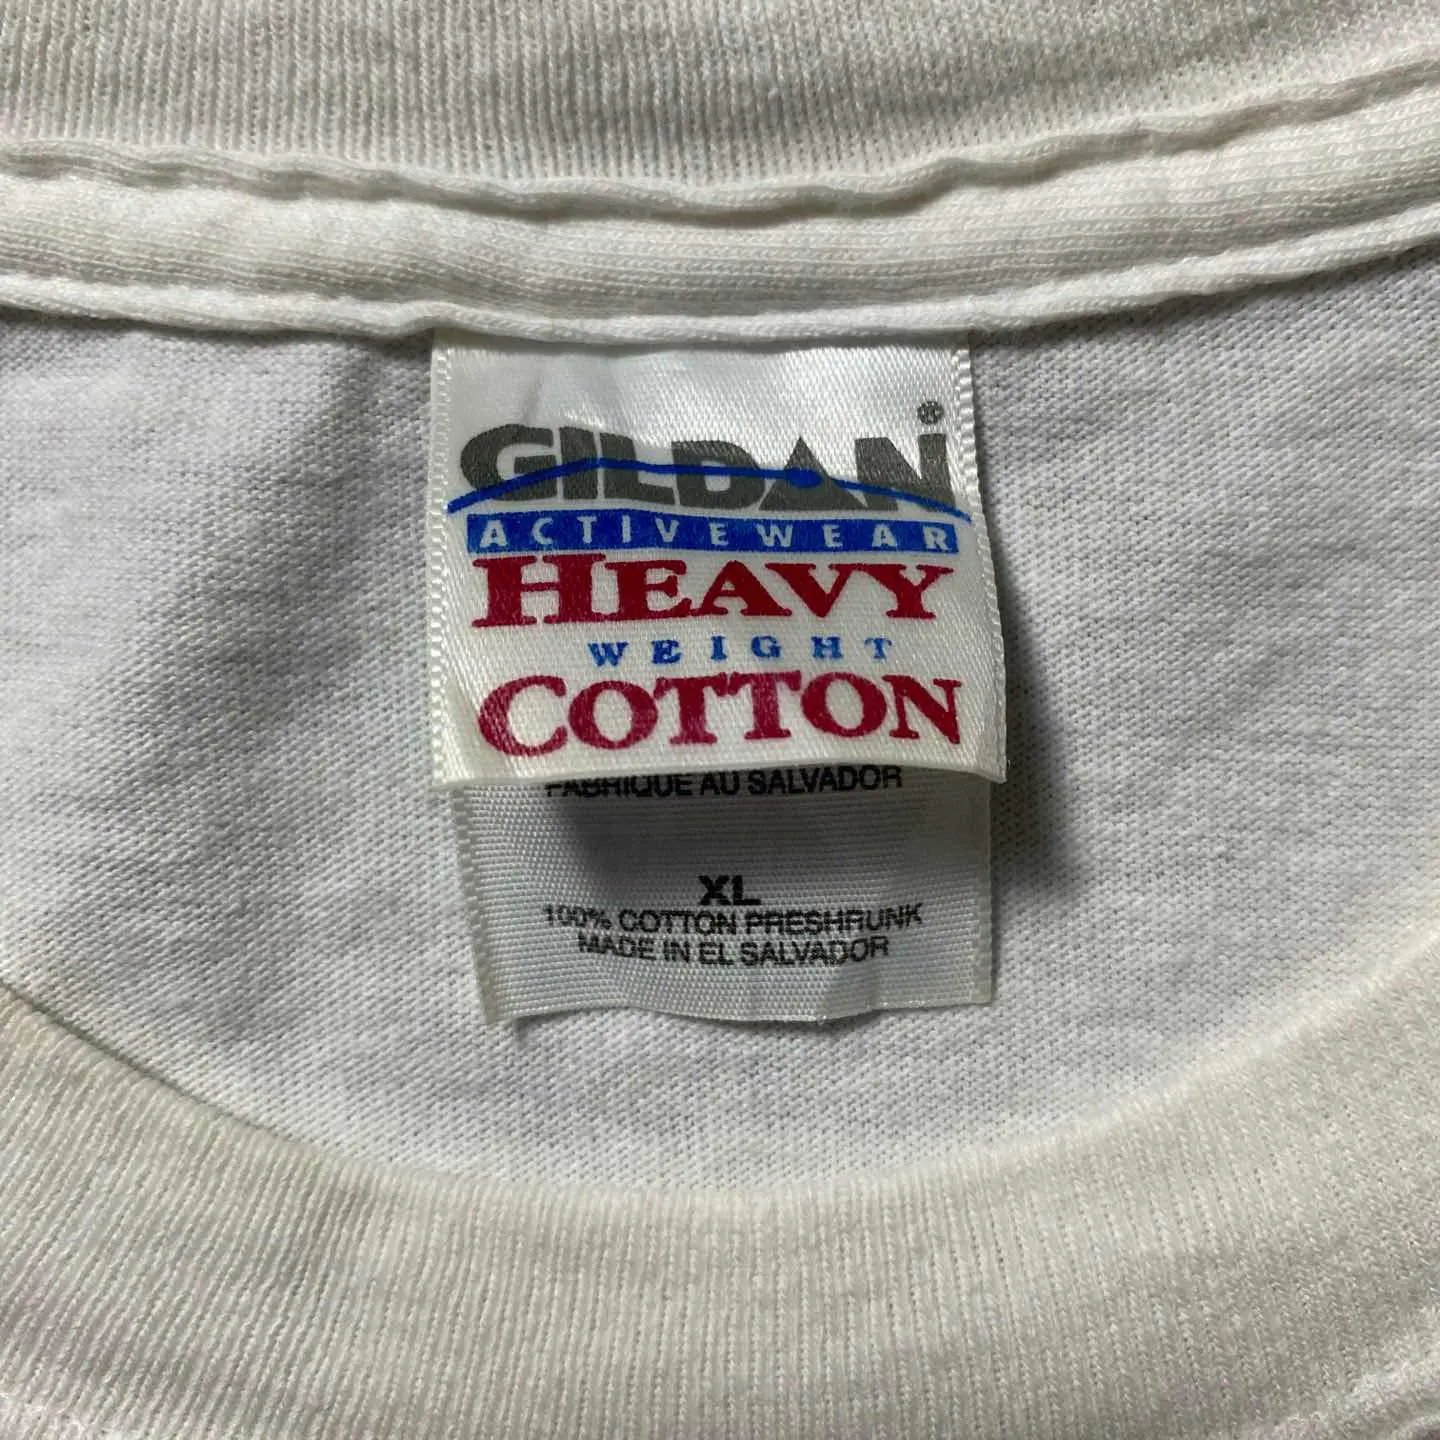 GILDAN®
ACTIVEWEAR
HEAVY
WEIGHT
COTTON
FABRIQUE AU SALVADOR
XL
100% COTTON PRESHRUNK
MADE IN EL SALVADOR